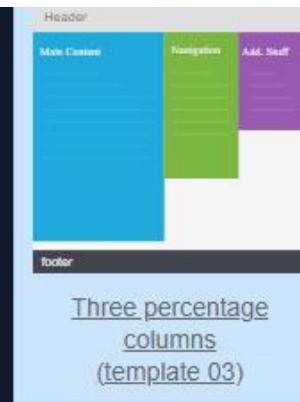 Header
Main Content
Navigation
Add. Stuff
footer
Three percentage
columns
(template 03)